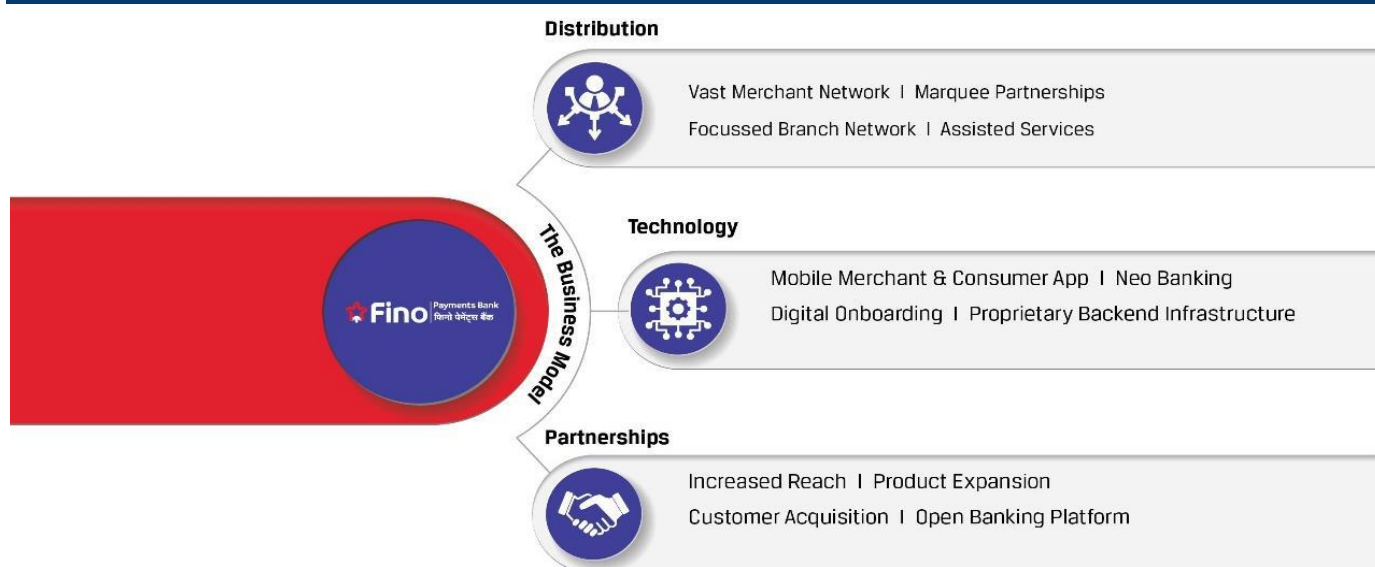 Distribution
Vast Merchant Network | Marquee Partnerships
Focussed Branch Network | Assisted Services
Technology
Mobile Merchant & Consumer App | Neo Banking
Digital Onboarding | Proprietary Backend Infrastructure
The Business Model
Fino
Payments Bank
फिनो पेमेंट्स बैंक
Partnerships
Increased Reach | Product Expansion
Customer Acquisition | Open Banking Platform